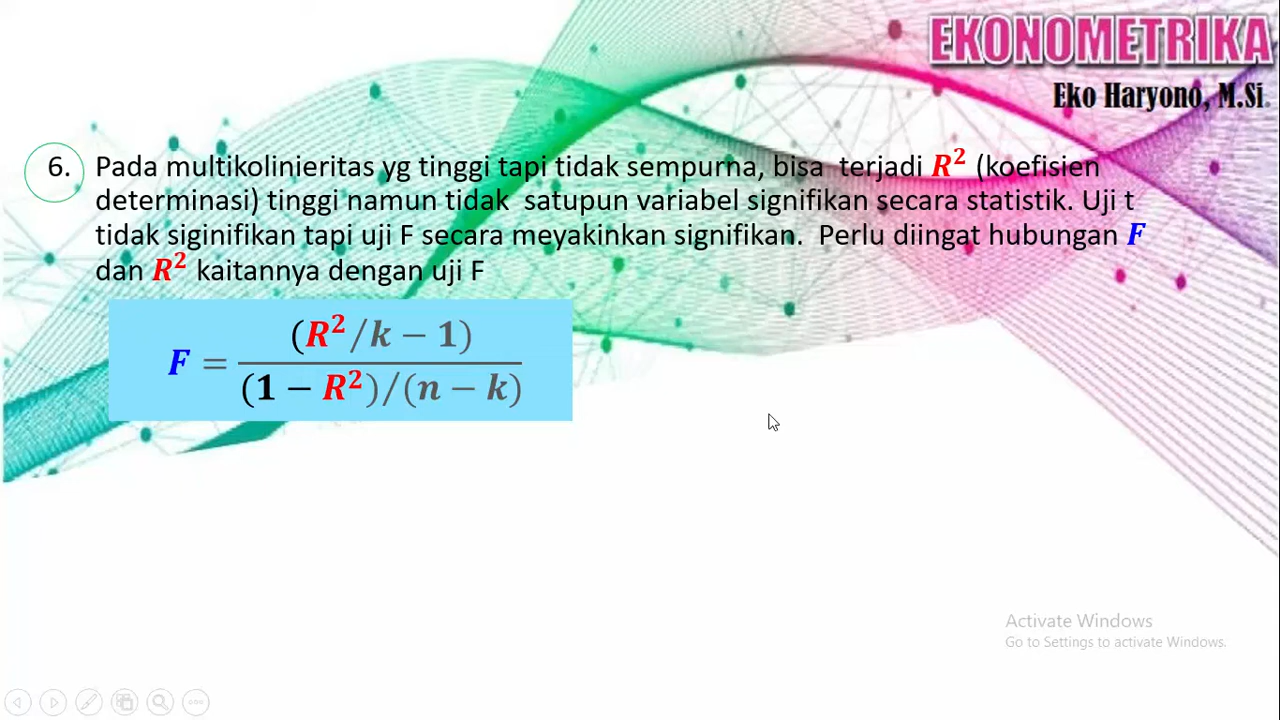 EKONOMETRIKA
Eko Haryono, M.Si.
6. Pada multikolinieritas yg tinggi tapi tidak sempurna, bisa terjadi R² (koefisien
determinasi) tinggi namun tidak satupun variabel signifikan secara statistik. Uji t
tidak siginifikan tapi uji F secara meyakinkan signifikan. Perlu diingat hubungan F
dan R² kaitannya dengan uji F
(R²/k − 1)
F =
(1 − R²)/(n − k)
Activate Windows
Go to Settings to activate Windows.